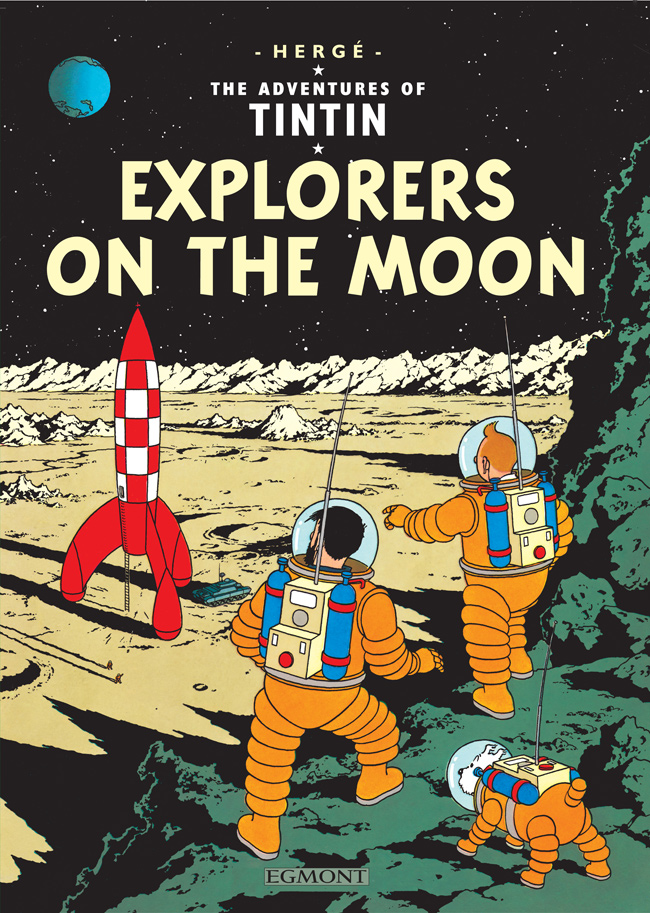 - HERGÉ -
THE ADVENTURES OF
TINTIN
EXPLORERS
ON THE MOON
EGMONT